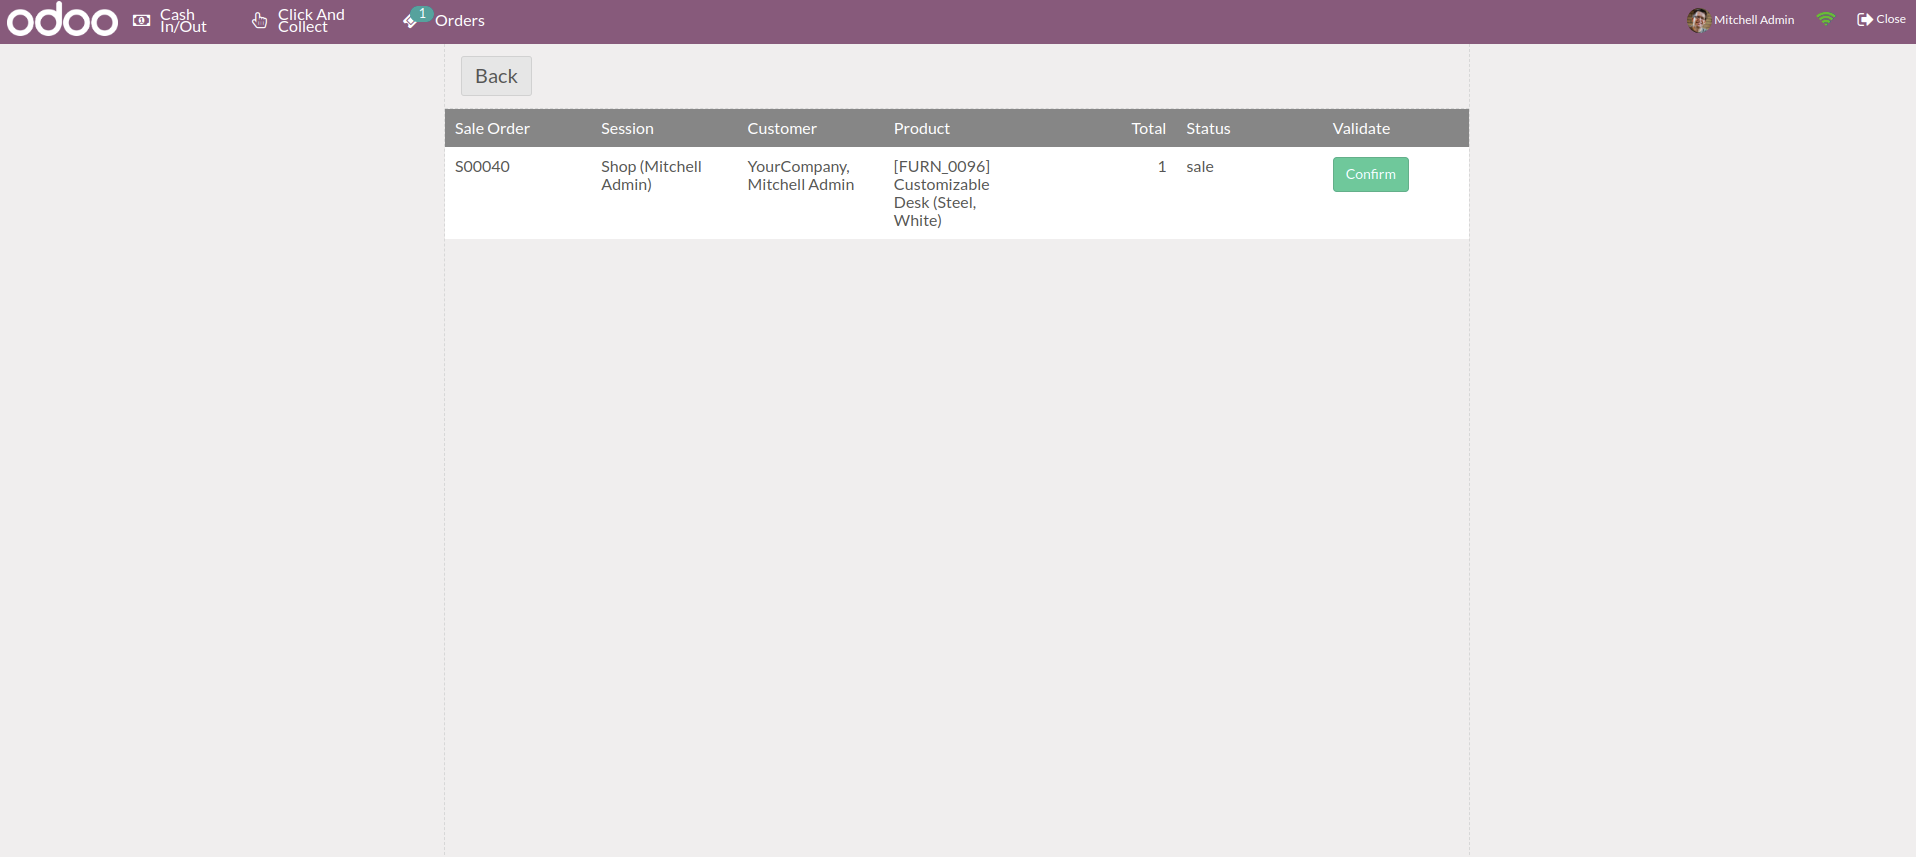 odoo
Cash
In/Out
Click And
Collect
1
Orders
Mitchell Admin
Close
Back
Sale Order Session Customer Product Total Status Validate
S00040 Shop (Mitchell YourCompany, [FURN_0096] 1 sale Confirm
Admin) Mitchell Admin Customizable
Desk (Steel,
White)